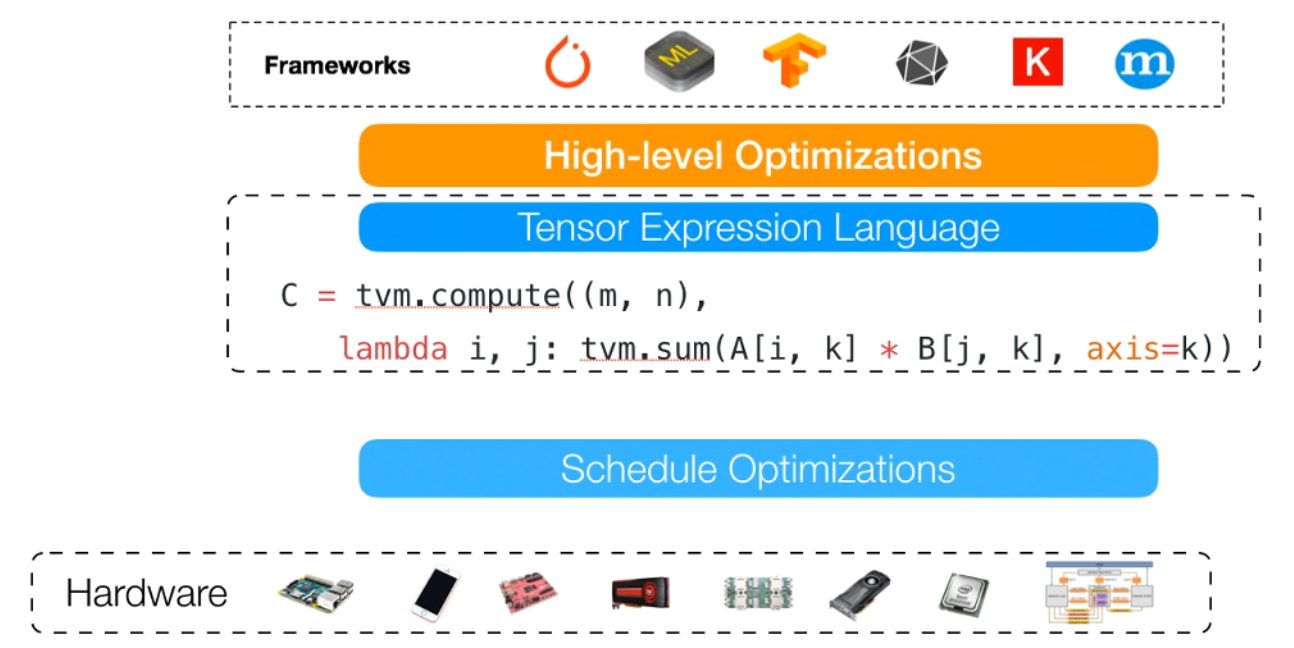 Frameworks
ML
K
m
High-level Optimizations
Tensor Expression Language
C = tvm.compute((m, n),
lambda i, j: tvm.sum(A[i, k] * B[j, k], axis=k))
Schedule Optimizations
Hardware